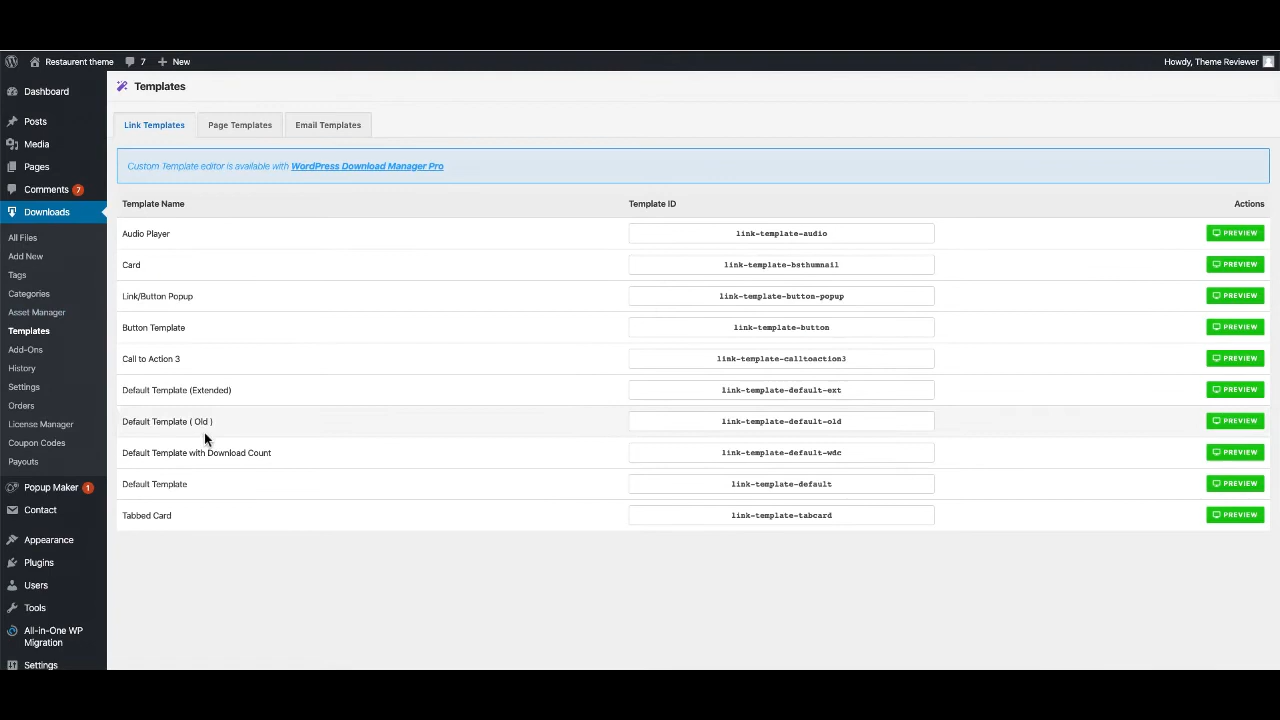 Restaurent theme 7 New Howdy, Theme Reviewer
Dashboard
Posts
Media
Pages
Comments 7
Downloads
All Files
Add New
Tags
Categories
Asset Manager
Templates
Add-Ons
History
Settings
Orders
License Manager
Coupon Codes
Payouts
Popup Maker 1
Contact
Appearance
Plugins
Users
Tools
All-in-One WP
Migration
Settings
Templates
Link Templates Page Templates Email Templates
Custom Template editor is available with WordPress Download Manager Pro
Template Name Template ID Actions
Audio Player link-template-audio PREVIEW
Card link-template-bsthumnail PREVIEW
Link/Button Popup link-template-button-popup PREVIEW
Button Template link-template-button PREVIEW
Call to Action 3 link-template-calltoaction3 PREVIEW
Default Template (Extended) link-template-default-ext PREVIEW
Default Template ( Old ) link-template-default-old PREVIEW
Default Template with Download Count link-template-default-wdc PREVIEW
Default Template link-template-default PREVIEW
Tabbed Card link-template-tabcard PREVIEW